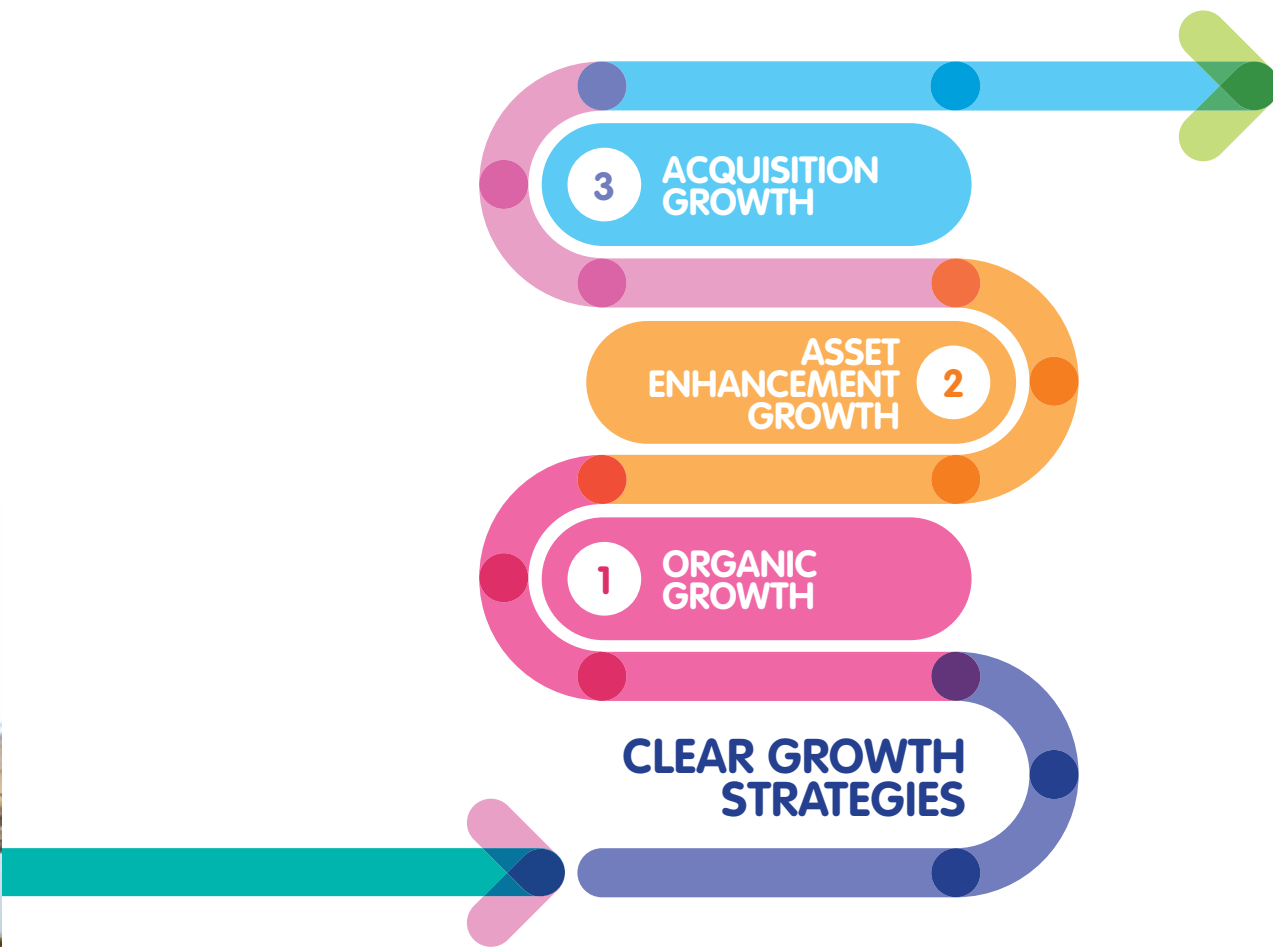 3
ACQUISITION
GROWTH
ASSET
ENHANCEMENT
GROWTH
2
1
ORGANIC
GROWTH
CLEAR GROWTH
STRATEGIES